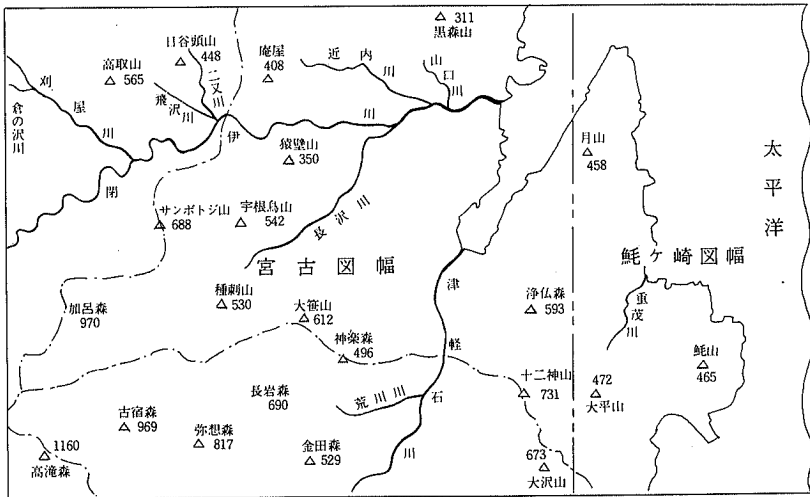 311
黒森山
日谷頭山
448
高取山
565
庵屋
408
近内川
山口川
二又川
飛沢川
刈屋川
倉の沢川
閉伊川
猿壁山
350
月山
458
太平洋
サンポトジ山
688
宇根鳥山
542
長沢川
宮古図幅
魹ヶ崎図幅
種刺山
530
大笹山
612
加呂森
970
津軽石川
浄仏森
593
重茂川
神楽森
496
魹山
465
十二神山
731
472
大平山
長岩森
690
荒川川
古宿森
969
弥想森
817
金田森
529
1160
高滝森
673
大沢山